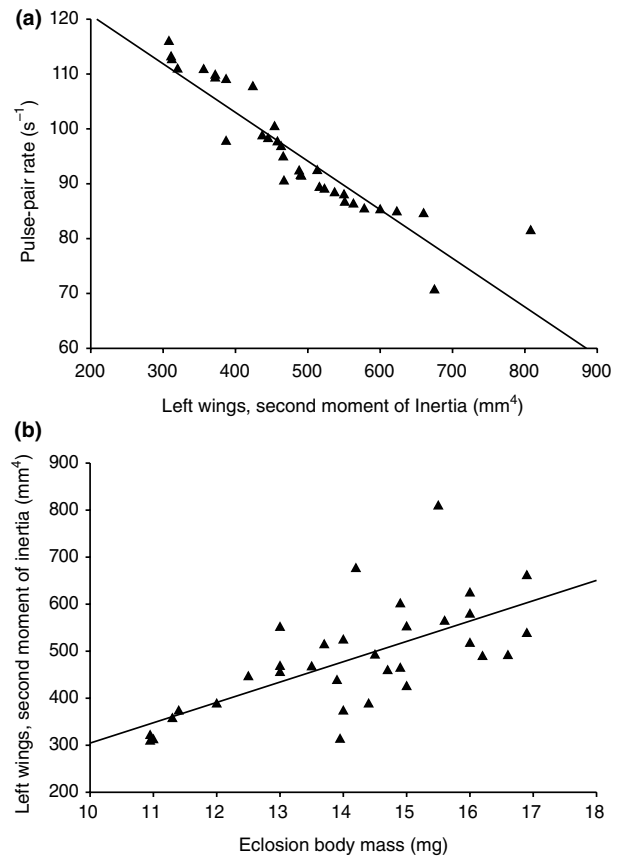 (a)
120
110
100
90
80
70
60
Pulse-pair rate (s⁻¹)
200 300 400 500 600 700 800 900
Left wings, second moment of Inertia (mm⁴)
(b)
900
800
700
600
500
400
300
200
Left wings, second moment of inertia (mm⁴)
10 11 12 13 14 15 16 17 18
Eclosion body mass (mg)